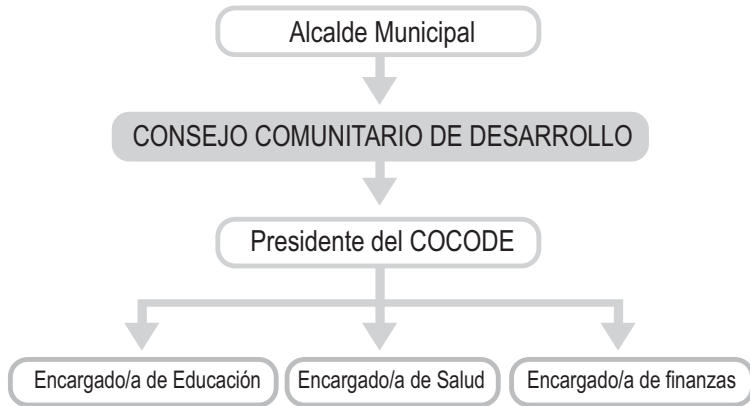 Alcalde Municipal
CONSEJO COMUNITARIO DE DESARROLLO
Presidente del COCODE
Encargado/a de Educación
Encargado/a de Salud
Encargado/a de finanzas